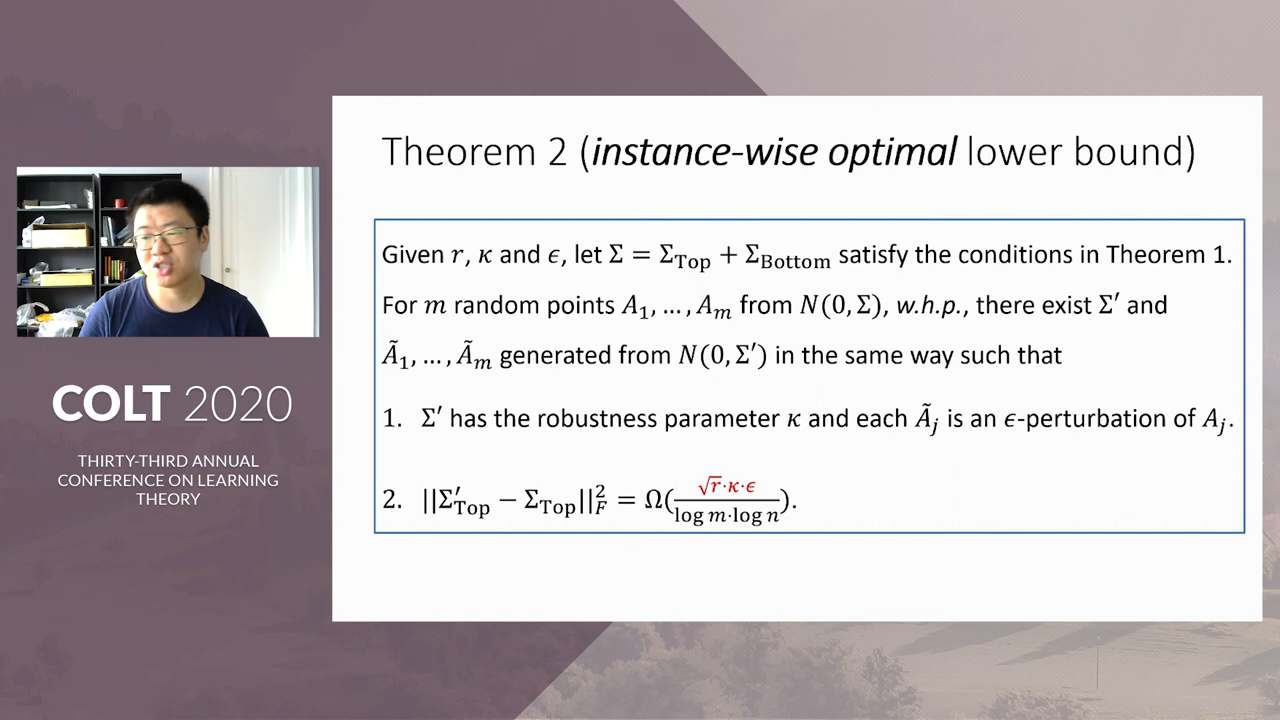 Theorem 2 (instance-wise optimal lower bound)
Given r, κ and ϵ, let Σ = Σ_Top + Σ_Bottom satisfy the conditions in Theorem 1.
For m random points A_1, …, A_m from N(0, Σ), w.h.p., there exist Σ′ and
Ã_1, …, Ã_m generated from N(0, Σ′) in the same way such that
1. Σ′ has the robustness parameter κ and each Ã_j is an ϵ-perturbation of A_j.
2. ||Σ′_Top − Σ_Top||²_F = Ω(√r·κ·ϵ / log m·log n).
COLT 2020
THIRTY-THIRD ANNUAL
CONFERENCE ON LEARNING
THEORY